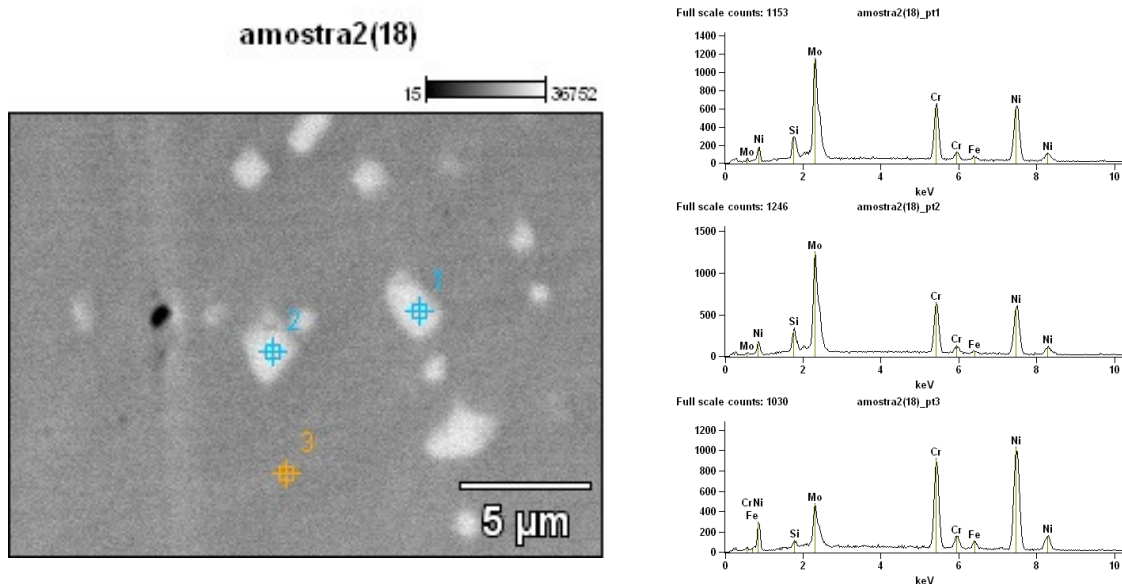 amostra2(18)
15 36752
1
2
3
5 µm
Full scale counts: 1153 amostra2(18)_pt1
1400
1200
1000
800
600
400
200
0
Mo Ni Si Mo Cr Cr Fe Ni Ni
0 2 4 6 8 10
keV
Full scale counts: 1246 amostra2(18)_pt2
1500
1000
500
0
Mo Ni Si Mo Cr Cr Fe Ni Ni
0 2 4 6 8 10
keV
Full scale counts: 1030 amostra2(18)_pt3
1200
1000
800
600
400
200
0
CrNi
Fe Si Mo Cr Cr Fe Ni Ni
0 2 4 6 8 10
keV